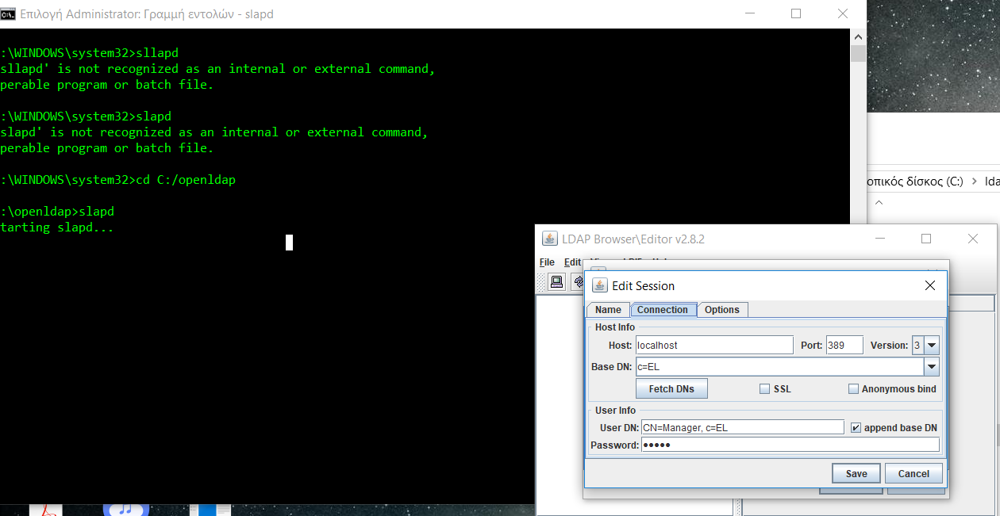 Επιλογή Administrator: Γραμμή εντολών - slapd
:\WINDOWS\system32>sllapd
sllapd' is not recognized as an internal or external command,
perable program or batch file.
:\WINDOWS\system32>slapd
slapd' is not recognized as an internal or external command,
perable program or batch file.
:\WINDOWS\system32>cd C:/openldap
:\openldap>slapd
tarting slapd...
οπικός δίσκος (C:) > lda
LDAP Browser\Editor v2.8.2
File Edit
Edit Session
Name Connection Options
Host Info
Host: localhost Port: 389 Version: 3
Base DN: c=EL
Fetch DNs SSL Anonymous bind
User Info
User DN: CN=Manager, c=EL append base DN
Password: •••••
Save Cancel